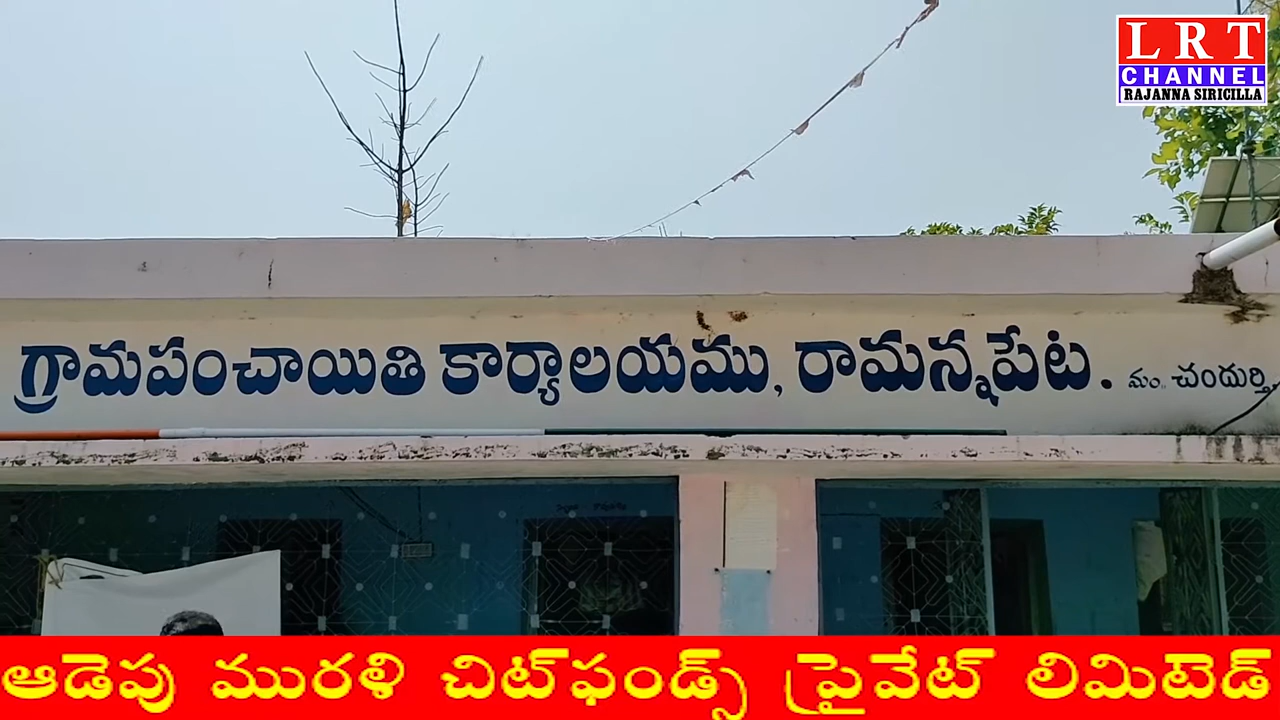 LRT
CHANNEL
RAJANNA SIRICILLA
గ్రామపంచాయితి కార్యాలయము, రామన్నపేట. మం.. చందుర్తి.
ఆడెపు మురళి చిట్‌ఫండ్స్ ప్రైవేట్ లిమిటెడ్